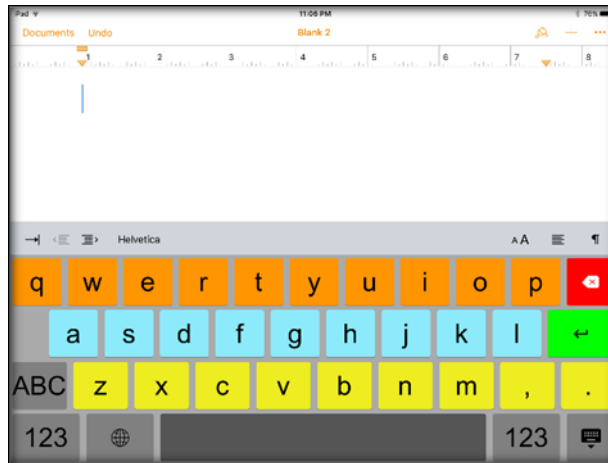 iPad 11:06 PM 76%
Documents Undo Blank 2
1 2 3 4 5 6 7 8
Helvetica AA ¶
q w e r t y u i o p
a s d f g h j k l
ABC z x c v b n m , .
123 123